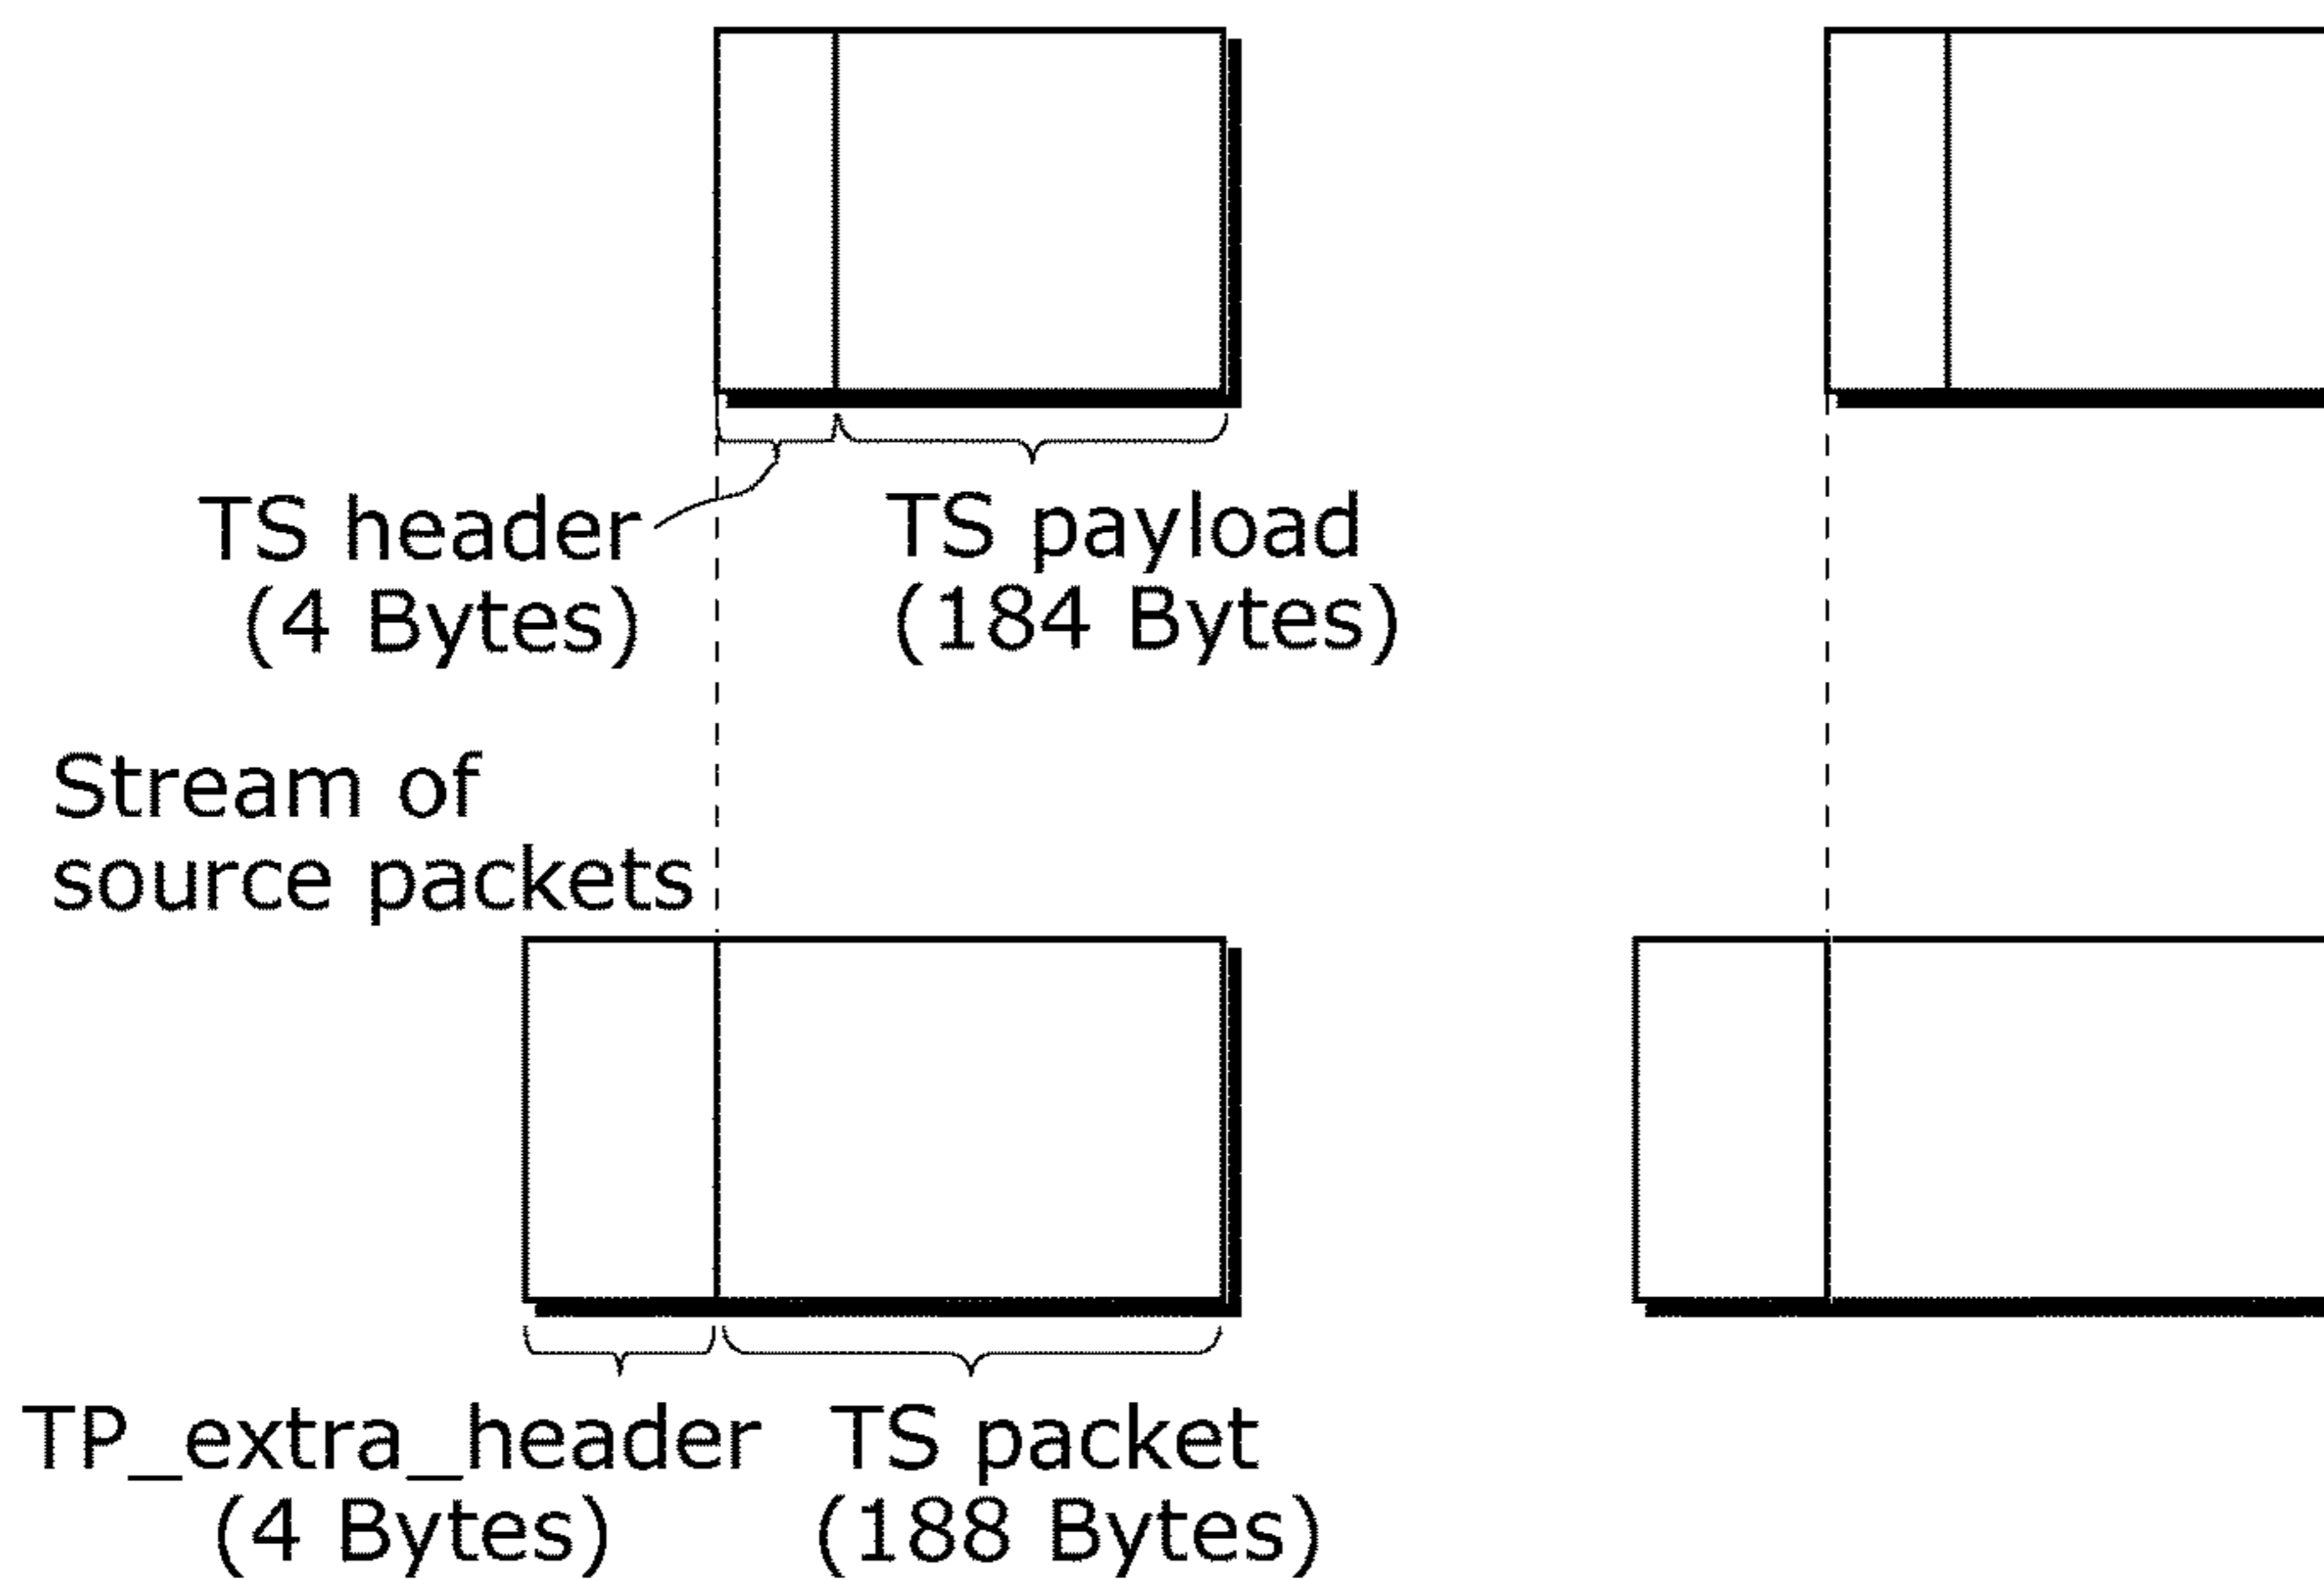 TS header
(4 Bytes)
TS payload
(184 Bytes)
Stream of
source packets
TP_extra_header
(4 Bytes)
TS packet
(188 Bytes)